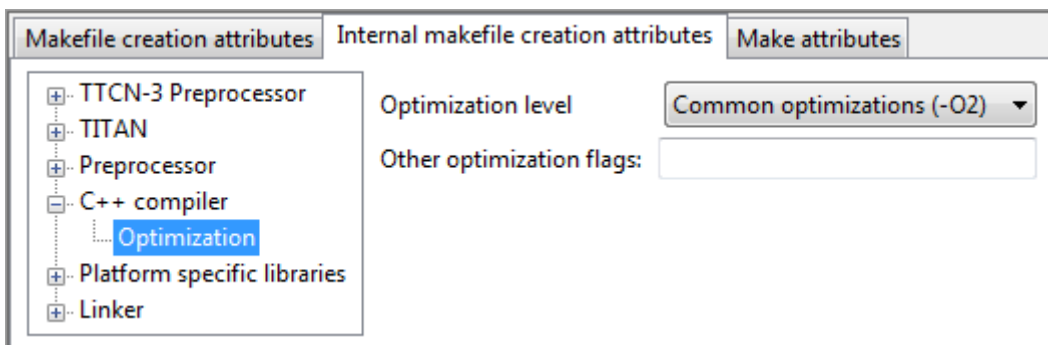 Makefile creation attributes Internal makefile creation attributes Make attributes
TTCN-3 Preprocessor
TITAN
Preprocessor
C++ compiler
Optimization
Platform specific libraries
Linker
Optimization level Common optimizations (-O2)
Other optimization flags: